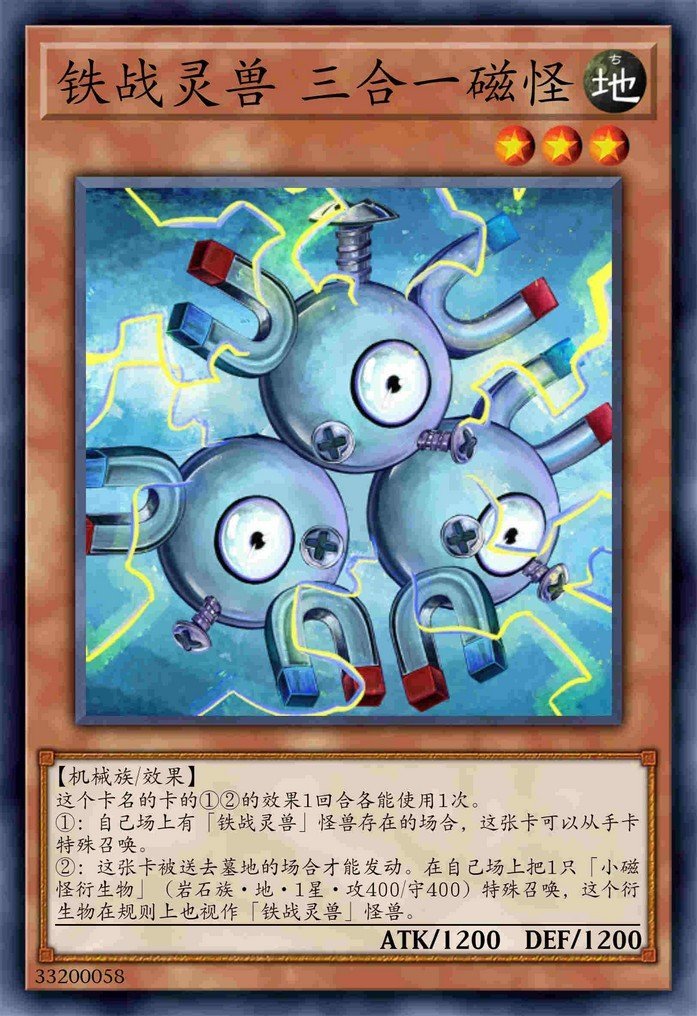 铁战灵兽 三合一磁怪
ち
地
【机械族/效果】
这个卡名的卡的①②的效果1回合各能使用1次。
①：自己场上有「铁战灵兽」怪兽存在的场合，这张卡可以从手卡
特殊召唤。
②：这张卡被送去墓地的场合才能发动。在自己场上把1只「小磁
怪衍生物」（岩石族・地・1星・攻400/守400）特殊召唤，这个衍
生物在规则上也视作「铁战灵兽」怪兽。
ATK/1200 DEF/1200
33200058